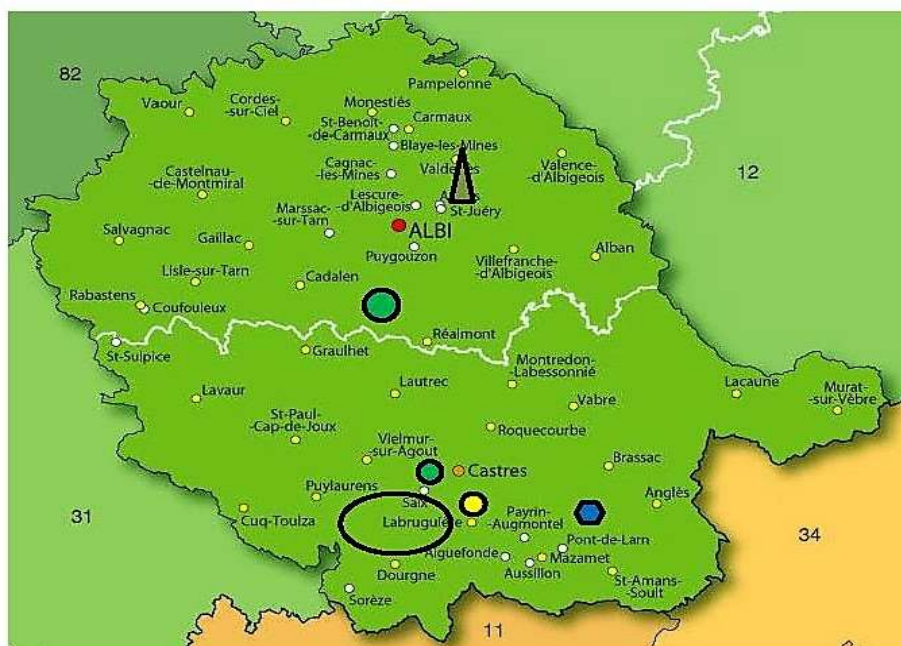 82
Pampelonne
Vaour
Cordes-
-sur-Ciel
Monestiés
St-Benoît-
-de-Carmaux
Carmaux
Blaye-les-Mines
Cagnac
-les-Mines
Valence-
-d'Albigeois
12
Castelnau
-de-Montmiral
Lescure-
-d'Albigeois
St-Juéry
Marssac-
-sur-Tarn
Salvagnac
Gaillac
ALBI
Puygouzon
Villefranche-
-d'Albigeois
Alban
Lisle-sur-Tarn
Cadalen
Rabastens
Coufouleux
St-Sulpice
Graulhet
Réalmont
Montredon-
-Labessonnié
Lavaur
Lautrec
Vabre
Lacaune
Murat-
-sur-Vèbre
St-Paul-
-Cap-de-Joux
Vielmur-
-sur-Agout
Roquecourbe
Castres
Brassac
Puylaurens
Saïx
Anglès
31
Cuq-Toulza
Labruguière
Payrin-
-Augmontel
Pont-de-Larn
34
Aiguefonde
Mazamet
Aussillon
Dourgne
St-Amans-
-Soult
Sorèze
11